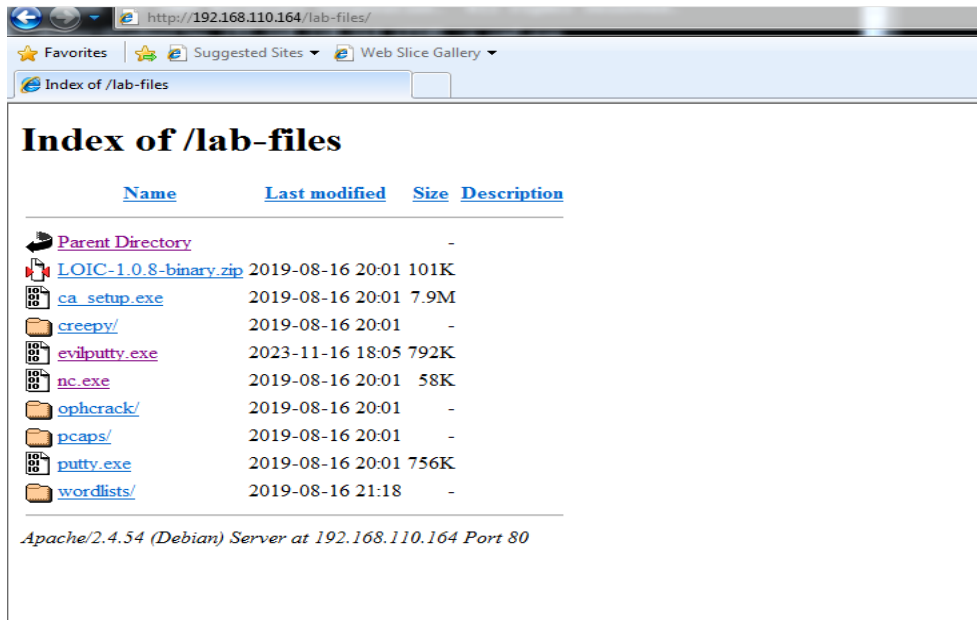 http://192.168.110.164/lab-files/
Favorites Suggested Sites Web Slice Gallery
Index of /lab-files
Index of /lab-files
Name Last modified Size Description
Parent Directory -
LOIC-1.0.8-binary.zip 2019-08-16 20:01 101K
ca_setup.exe 2019-08-16 20:01 7.9M
creepy/ 2019-08-16 20:01 -
evilputty.exe 2023-11-16 18:05 792K
nc.exe 2019-08-16 20:01 58K
ophcrack/ 2019-08-16 20:01 -
pcaps/ 2019-08-16 20:01 -
putty.exe 2019-08-16 20:01 756K
wordlists/ 2019-08-16 21:18 -
Apache/2.4.54 (Debian) Server at 192.168.110.164 Port 80